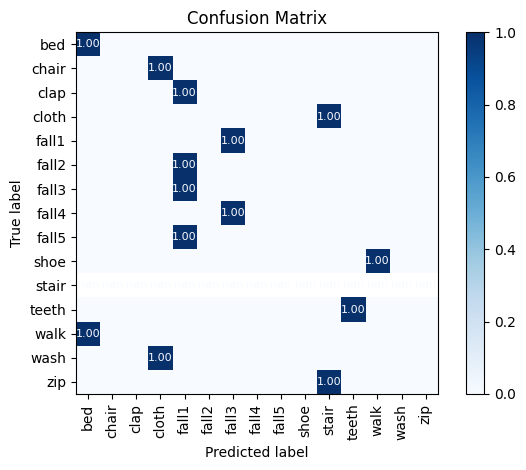 Confusion Matrix
True label
bed 1.00
chair 1.00
clap 1.00
cloth 1.00
fall1 1.00
fall2 1.00
fall3 1.00
fall4 1.00
fall5 1.00
shoe 1.00
stair
teeth 1.00
walk 1.00
wash 1.00
zip 1.00
bed chair clap cloth fall1 fall2 fall3 fall4 fall5 shoe stair teeth walk wash zip
Predicted label
1.0
0.8
0.6
0.4
0.2
0.0